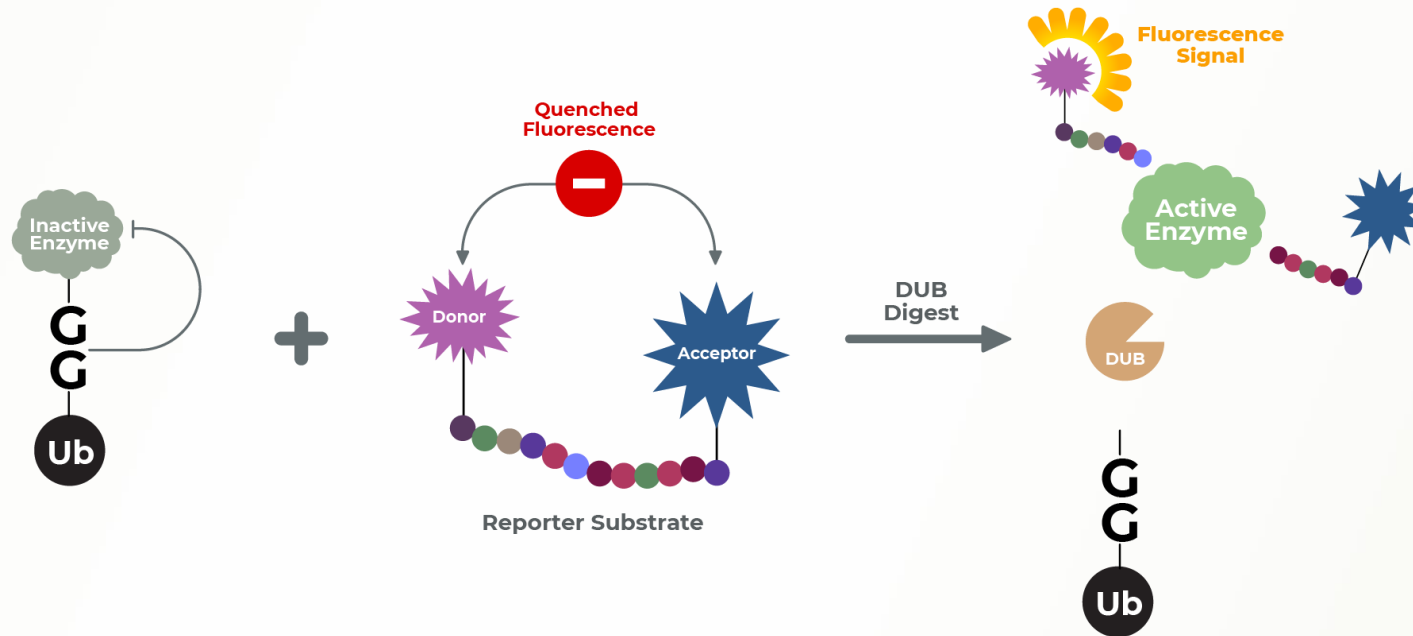 Inactive
Enzyme
G
G
Ub
Quenched
Fluorescence
Donor
Acceptor
Reporter Substrate
DUB
Digest
Fluorescence
Signal
Active
Enzyme
DUB
G
G
Ub